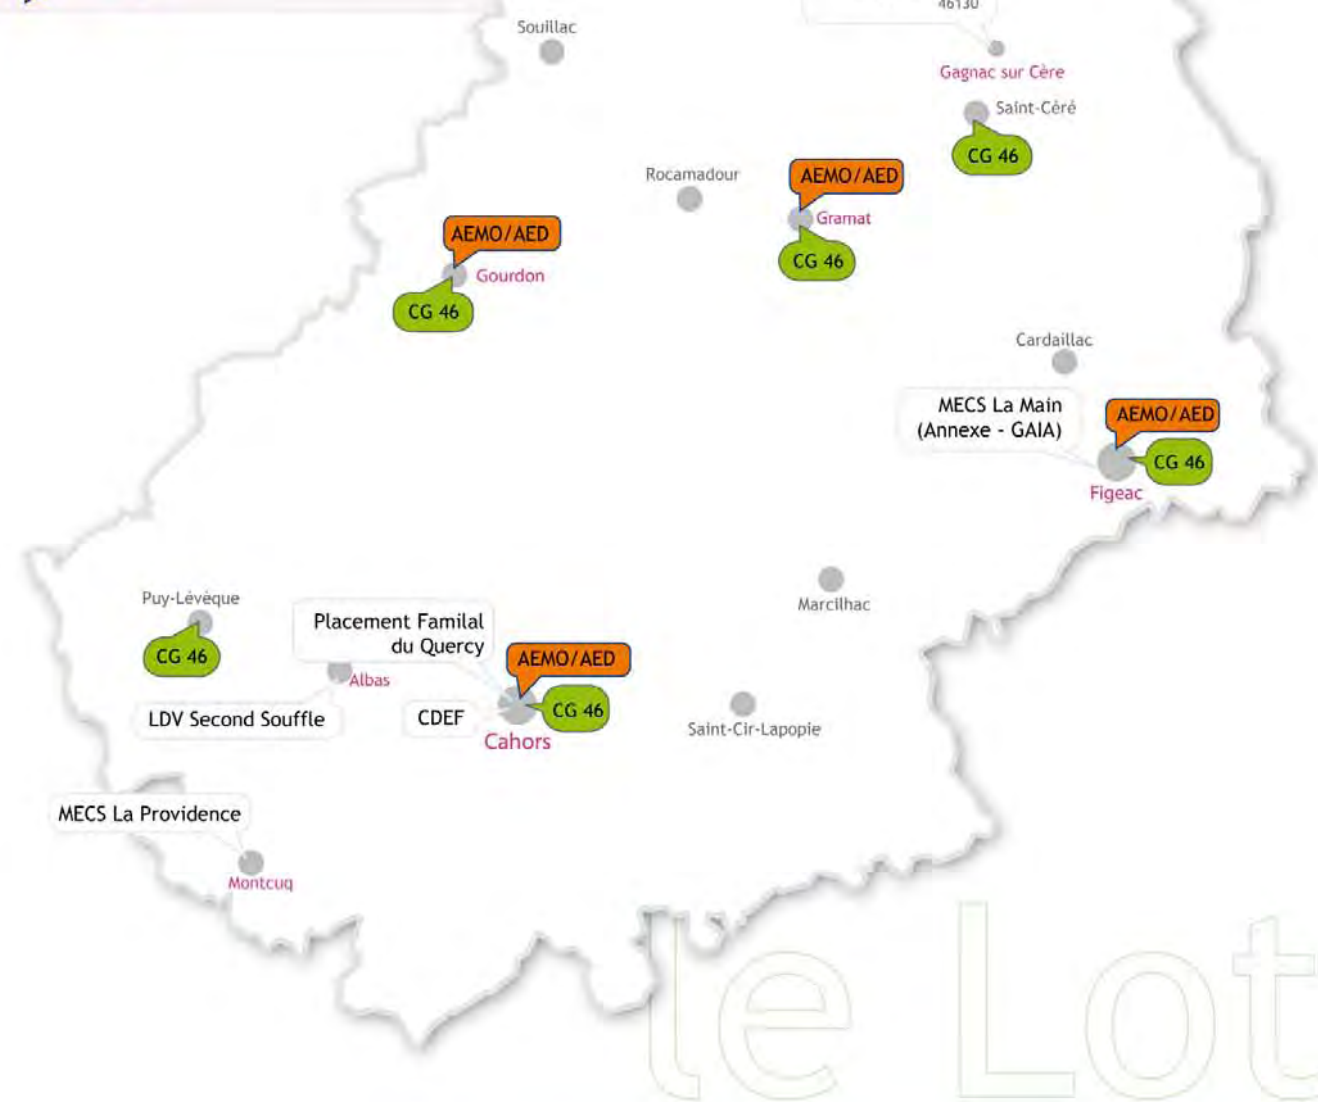 46130
Souillac
Gagnac sur Cère
Saint-Céré
CG 46
Rocamadour
AEMO/AED
Gramat
CG 46
AEMO/AED
Gourdon
CG 46
Cardaillac
MECS La Main
(Annexe - GAIA)
AEMO/AED
CG 46
Figeac
Marcilhac
Puy-Lévêque
CG 46
Placement Familal
du Quercy
AEMO/AED
Albas
LDV Second Souffle
CDEF
CG 46
Cahors
Saint-Cir-Lapopie
MECS La Providence
Montcuq
le Lot